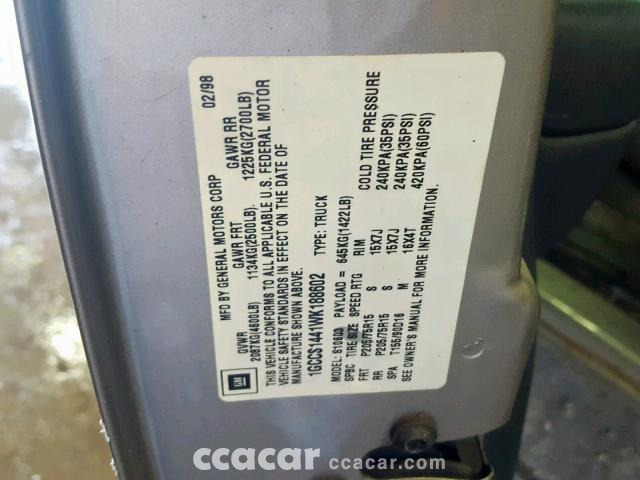 MFD BY GENERAL MOTORS CORP 02/98
GVWR GAWR FRT GAWR RR
2087KG(4600LB) 1134KG(2500LB) 1225KG(2700LB)
THIS VEHICLE CONFORMS TO ALL APPLICABLE U.S. FEDERAL MOTOR
VEHICLE SAFETY STANDARDS IN EFFECT ON THE DATE OF
MANUFACTURE SHOWN ABOVE.
1GCCS1441WK188602 TYPE: TRUCK
MODEL: S10603 PAYLOAD = 645KG(1422LB)
SPBC TIRE SIZE SPEED RTG RIM COLD TIRE PRESSURE
FRT P205/75R15 S 15X7J 240KPA(35PSI)
RR P205/75R15 S 15X7J 240KPA(35PSI)
SPA T155/80D16 M 16X4T 420KPA(60PSI)
SEE OWNER'S MANUAL FOR MORE INFORMATION.
GM
ccacar ccacar.com